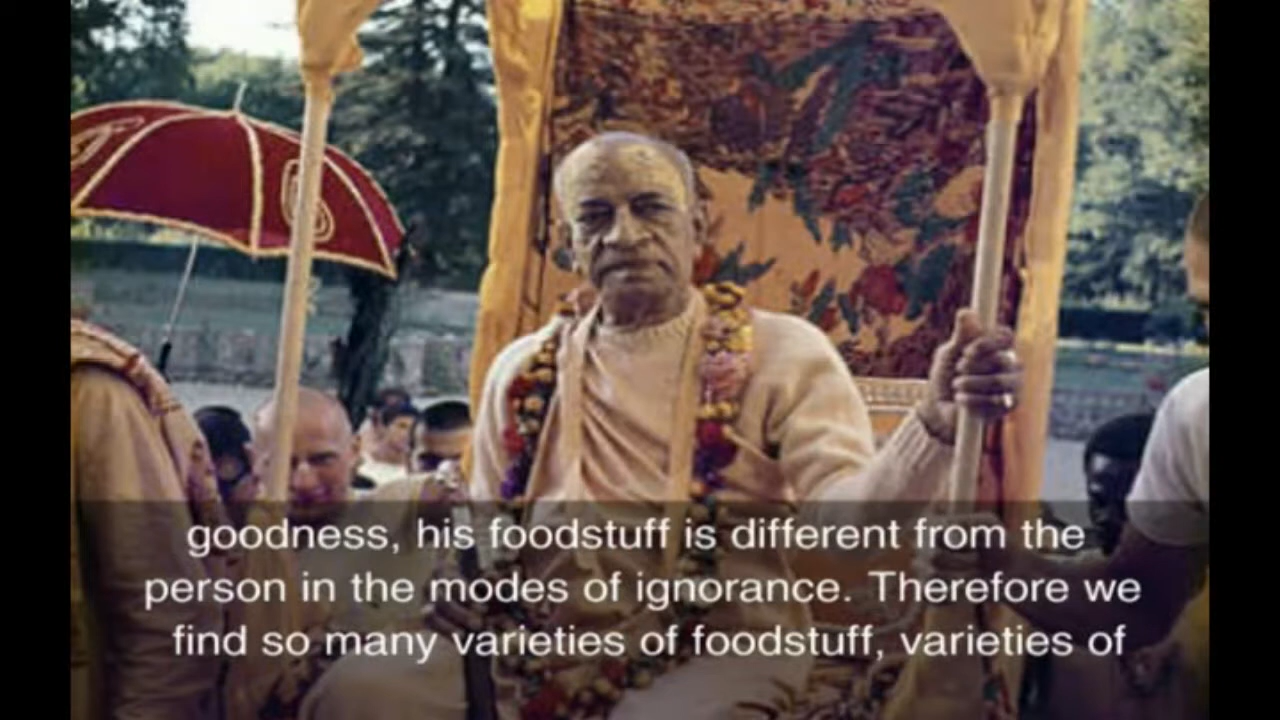 goodness, his foodstuff is different from the
person in the modes of ignorance. Therefore we
find so many varieties of foodstuff, varieties of